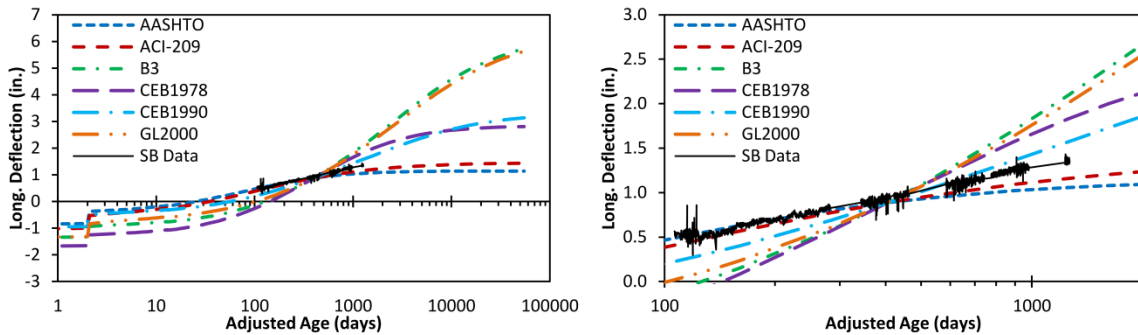 7
6
5
4
3
2
1
0
-1
-2
-3
Long. Deflection (in.)
AASHTO
ACI-209
B3
CEB1978
CEB1990
GL2000
SB Data
1 10 100 1000 10000 100000
Adjusted Age (days)
3.0
2.5
2.0
1.5
1.0
0.5
0.0
Long. Deflection (in.)
AASHTO
ACI-209
B3
CEB1978
CEB1990
GL2000
SB Data
100 1000
Adjusted Age (days)